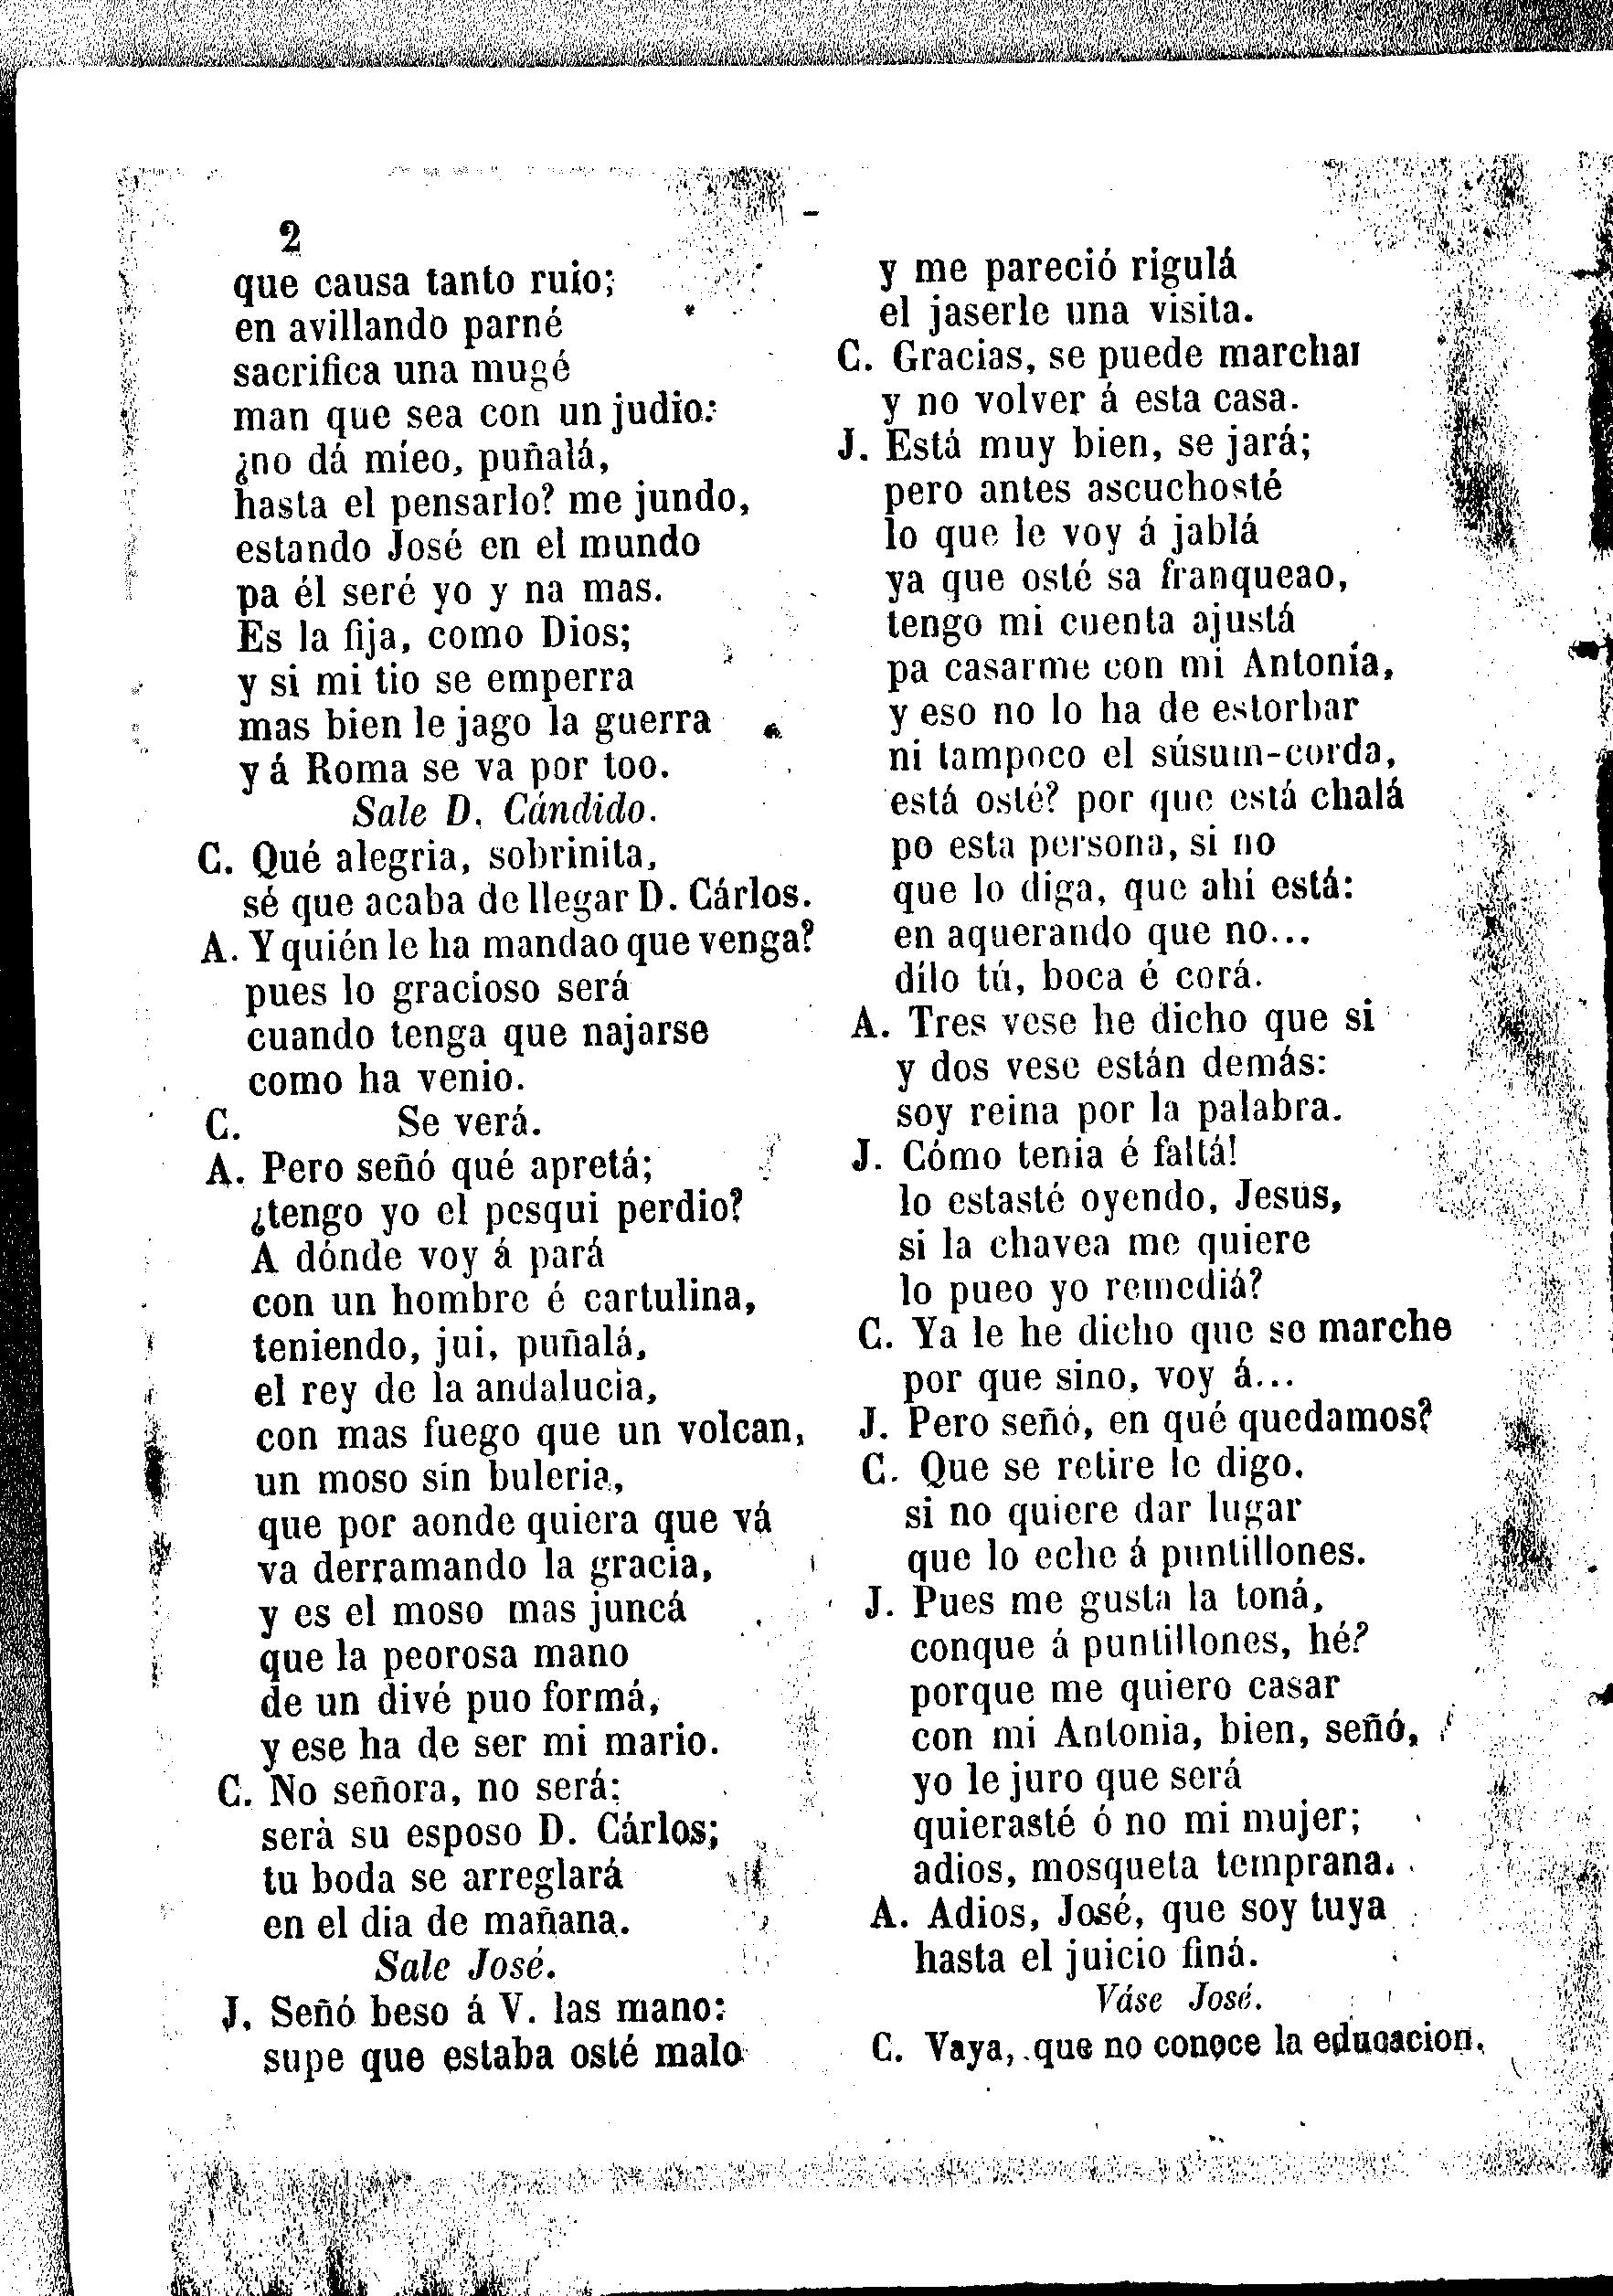 2
que causa tanto ruio;
en avillando parné
sacrifica una mugé
man que sea con un judio:
¿no dá mieo, puñalá,
hasta el pensarlo? me jundo,
estando José en el mundo
pa él seré yo y na mas.
Es la fija, como Dios;
y si mi tio se emperra
mas bien le jago la guerra
y á Roma se va por too.
Sale D. Cándido.
C. Qué alegria, sobrinita,
sé que acaba de llegar D. Cárlos.
A. Y quién le ha mandao que venga?
pues lo gracioso será
cuando tenga que najarse
como ha venio.
C. Se verá.
A. Pero señó qué apretá;
¿tengo yo el pesqui perdio?
A dónde voy á pará
con un hombre é cartulina,
teniendo, jui, puñalá,
el rey de la andalucia,
con mas fuego que un volcan,
un moso sin buleria,
que por aonde quiera que vá
va derramando la gracia,
y es el moso mas juncá
que la peorosa mano
de un divé puo formá,
y ese ha de ser mi mario.
C. No señora, no será;
serà su esposo D. Cárlos;
tu boda se arreglará
en el dia de mañana.
Sale José.
J. Señó beso á V. las mano:
supe que estaba osté malo
y me pareció rigulá
el jaserle una visita.
C. Gracias, se puede marchar
y no volver á esta casa.
J. Está muy bien, se jará;
pero antes ascuchosté
lo que le voy á jablá
ya que osté sa franqueao,
tengo mi cuenta ajustá
pa casarme con mi Antonia,
y eso no lo ha de estorbar
ni tampoco el súsum-corda,
está osté? por que está chalá
po esta persona, si no
que lo diga, que ahi está:
en aquerando que no...
dílo tú, boca é corá.
A. Tres vese he dicho que si
y dos vese están demás:
soy reina por la palabra.
J. Cómo tenia é faltá!
lo estasté oyendo, Jesus,
si la chavea me quiere
lo pueo yo remediá?
C. Ya le he dicho que se marche
por que sino, voy á...
J. Pero señó, en qué quedamos?
C. Que se retire le digo.
si no quiere dar lugar
que lo eche á puntillones.
J. Pues me gusta la toná,
conque á puntillones, hé?
porque me quiero casar
con mi Antonia, bien, señó,
yo le juro que será
quierasté ó no mi mujer;
adios, mosqueta temprana.
A. Adios, José, que soy tuya
hasta el juicio finá.
Váse José.
C. Vaya, que no conoce la educacion.